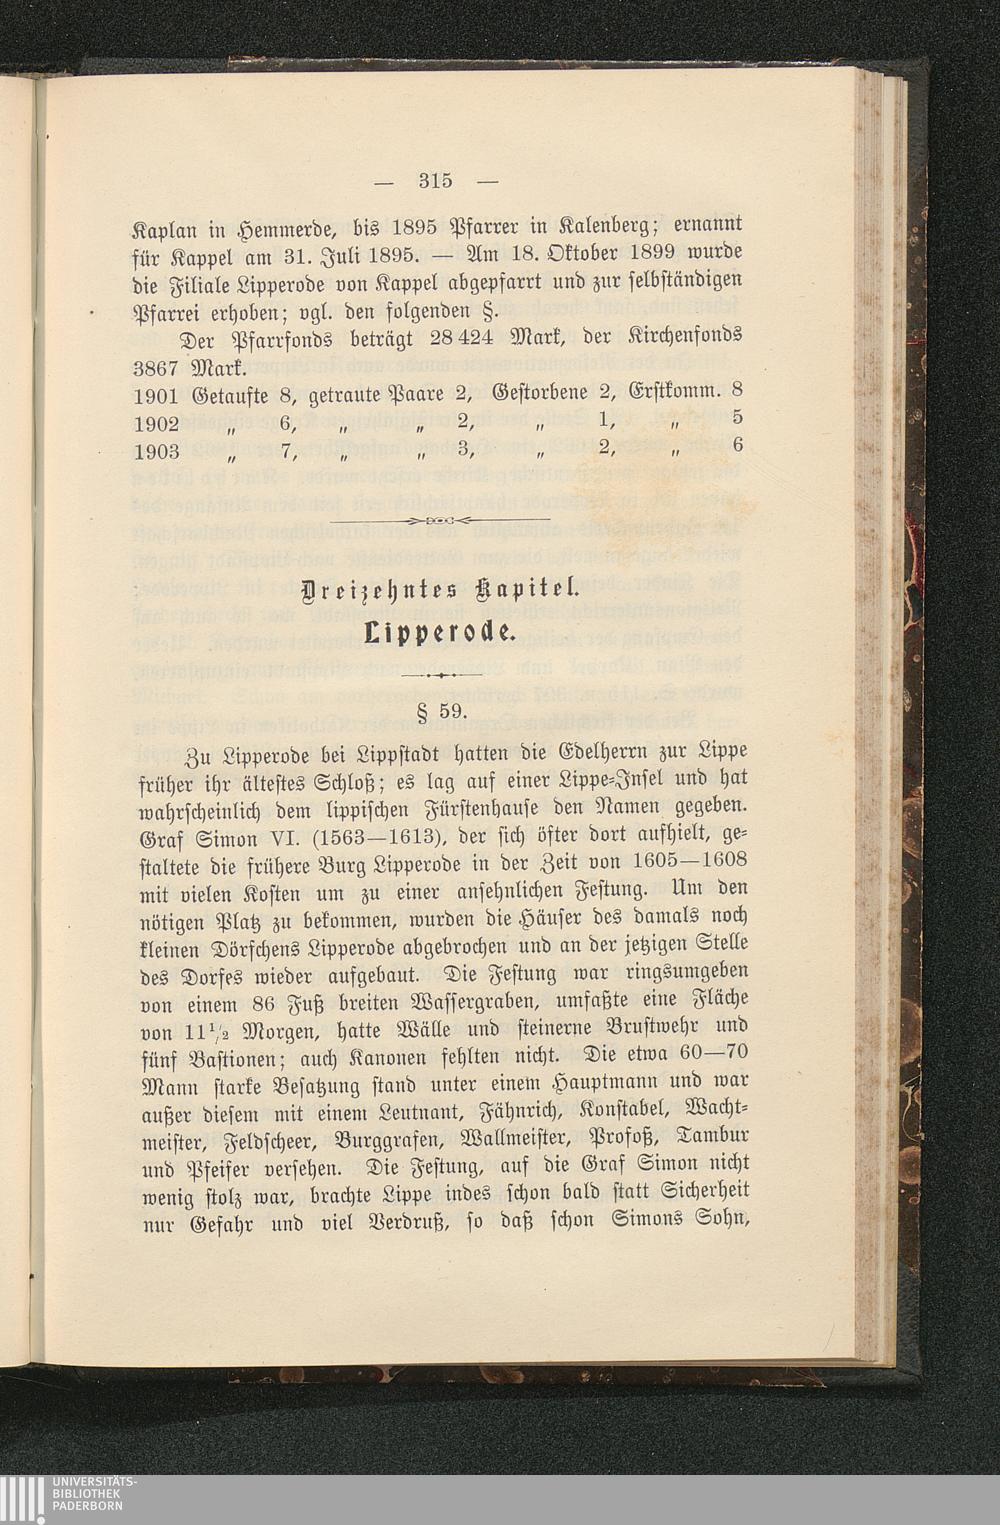 — 315 —
Kaplan in Hemmerde, bis 1895 Pfarrer in Kalenberg; ernannt
für Kappel am 31. Juli 1895. — Am 18. Oktober 1899 wurde
die Filiale Lipperode von Kappel abgepfarrt und zur selbständigen
Pfarrei erhoben; vgl. den folgenden §.
Der Pfarrfonds beträgt 28 424 Mark, der Kirchenfonds
3867 Mark.
1901 Getaufte 8, getraute Paare 2, Gestorbene 2, Erstkomm. 8
1902 „ 6, „ „ 2, „ 1, „ 5
1903 „ 7, „ „ 3, „ 2, „ 6
Dreizehntes Kapitel.
Lipperode.
§ 59.
Zu Lipperode bei Lippstadt hatten die Edelherrn zur Lippe
früher ihr ältestes Schloß; es lag auf einer Lippe-Insel und hat
wahrscheinlich dem lippischen Fürstenhause den Namen gegeben.
Graf Simon VI. (1563—1613), der sich öfter dort aufhielt, ge-
staltete die frühere Burg Lipperode in der Zeit von 1605—1608
mit vielen Kosten um zu einer ansehnlichen Festung. Um den
nötigen Platz zu bekommen, wurden die Häuser des damals noch
kleinen Dörfchens Lipperode abgebrochen und an der jetzigen Stelle
des Dorfes wieder aufgebaut. Die Festung war ringsumgeben
von einem 86 Fuß breiten Wassergraben, umfaßte eine Fläche
von 11½ Morgen, hatte Wälle und steinerne Brustwehr und
fünf Bastionen; auch Kanonen fehlten nicht. Die etwa 60—70
Mann starke Besatzung stand unter einem Hauptmann und war
außer diesem mit einem Leutnant, Fähnrich, Konstabel, Wacht-
meister, Feldscheer, Burggrafen, Wallmeister, Profoß, Tambur
und Pfeifer versehen. Die Festung, auf die Graf Simon nicht
wenig stolz war, brachte Lippe indes schon bald statt Sicherheit
nur Gefahr und viel Verdruß, so daß schon Simons Sohn,
UNIVERSITÄTS-
BIBLIOTHEK
PADERBORN